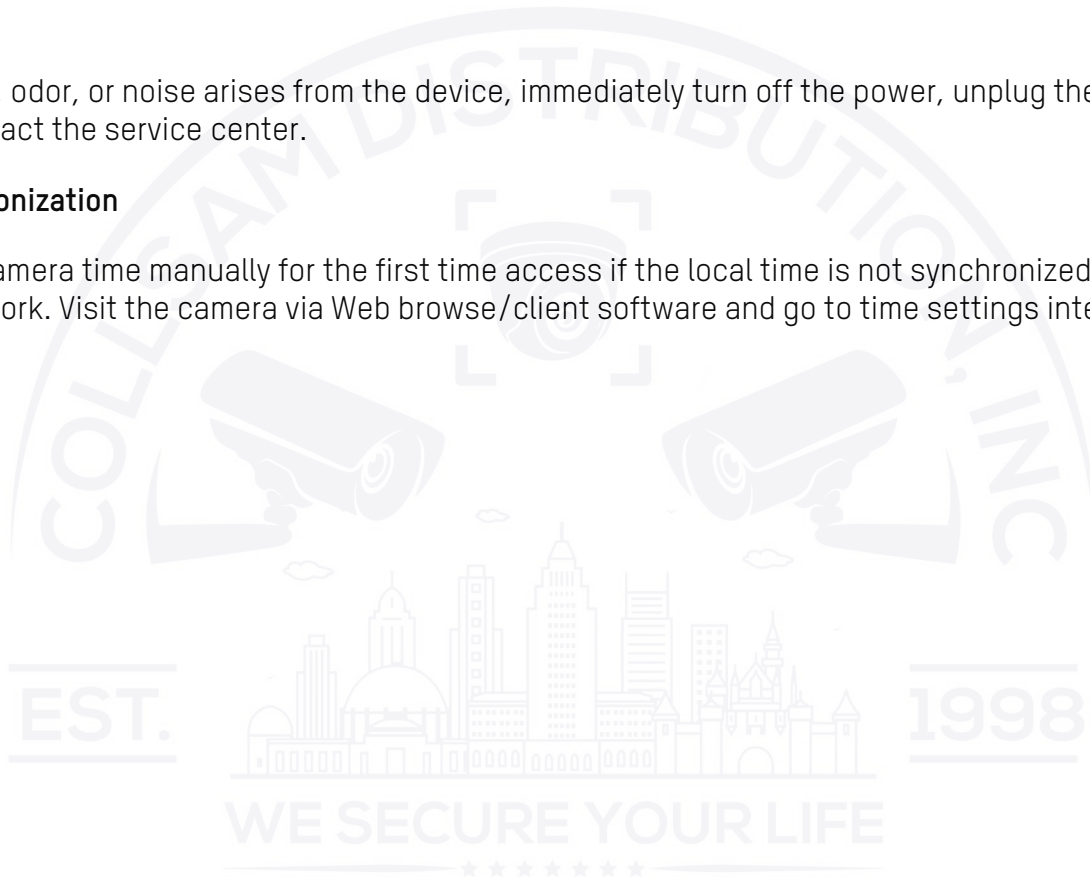 odor, or noise arises from the device, immediately turn off the power, unplug the
act the service center.
onization
amera time manually for the first time access if the local time is not synchronized
ork. Visit the camera via Web browse/client software and go to time settings inte
COLLSAM DISTRIBUTION, INC
EST. 1998
WE SECURE YOUR LIFE